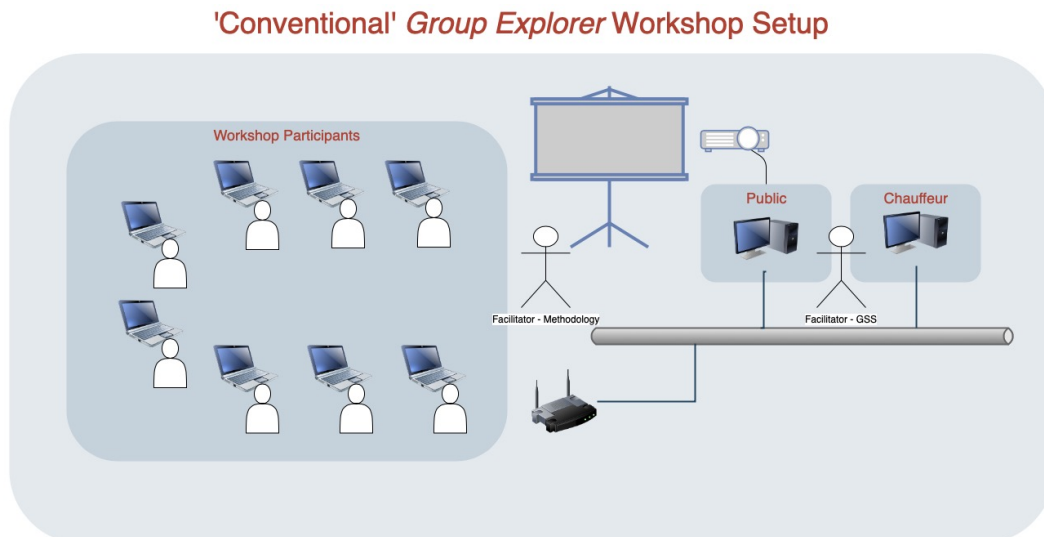 'Conventional' Group Explorer Workshop Setup
Workshop Participants
Public
Chauffeur
Facilitator - Methodology
Facilitator - GSS